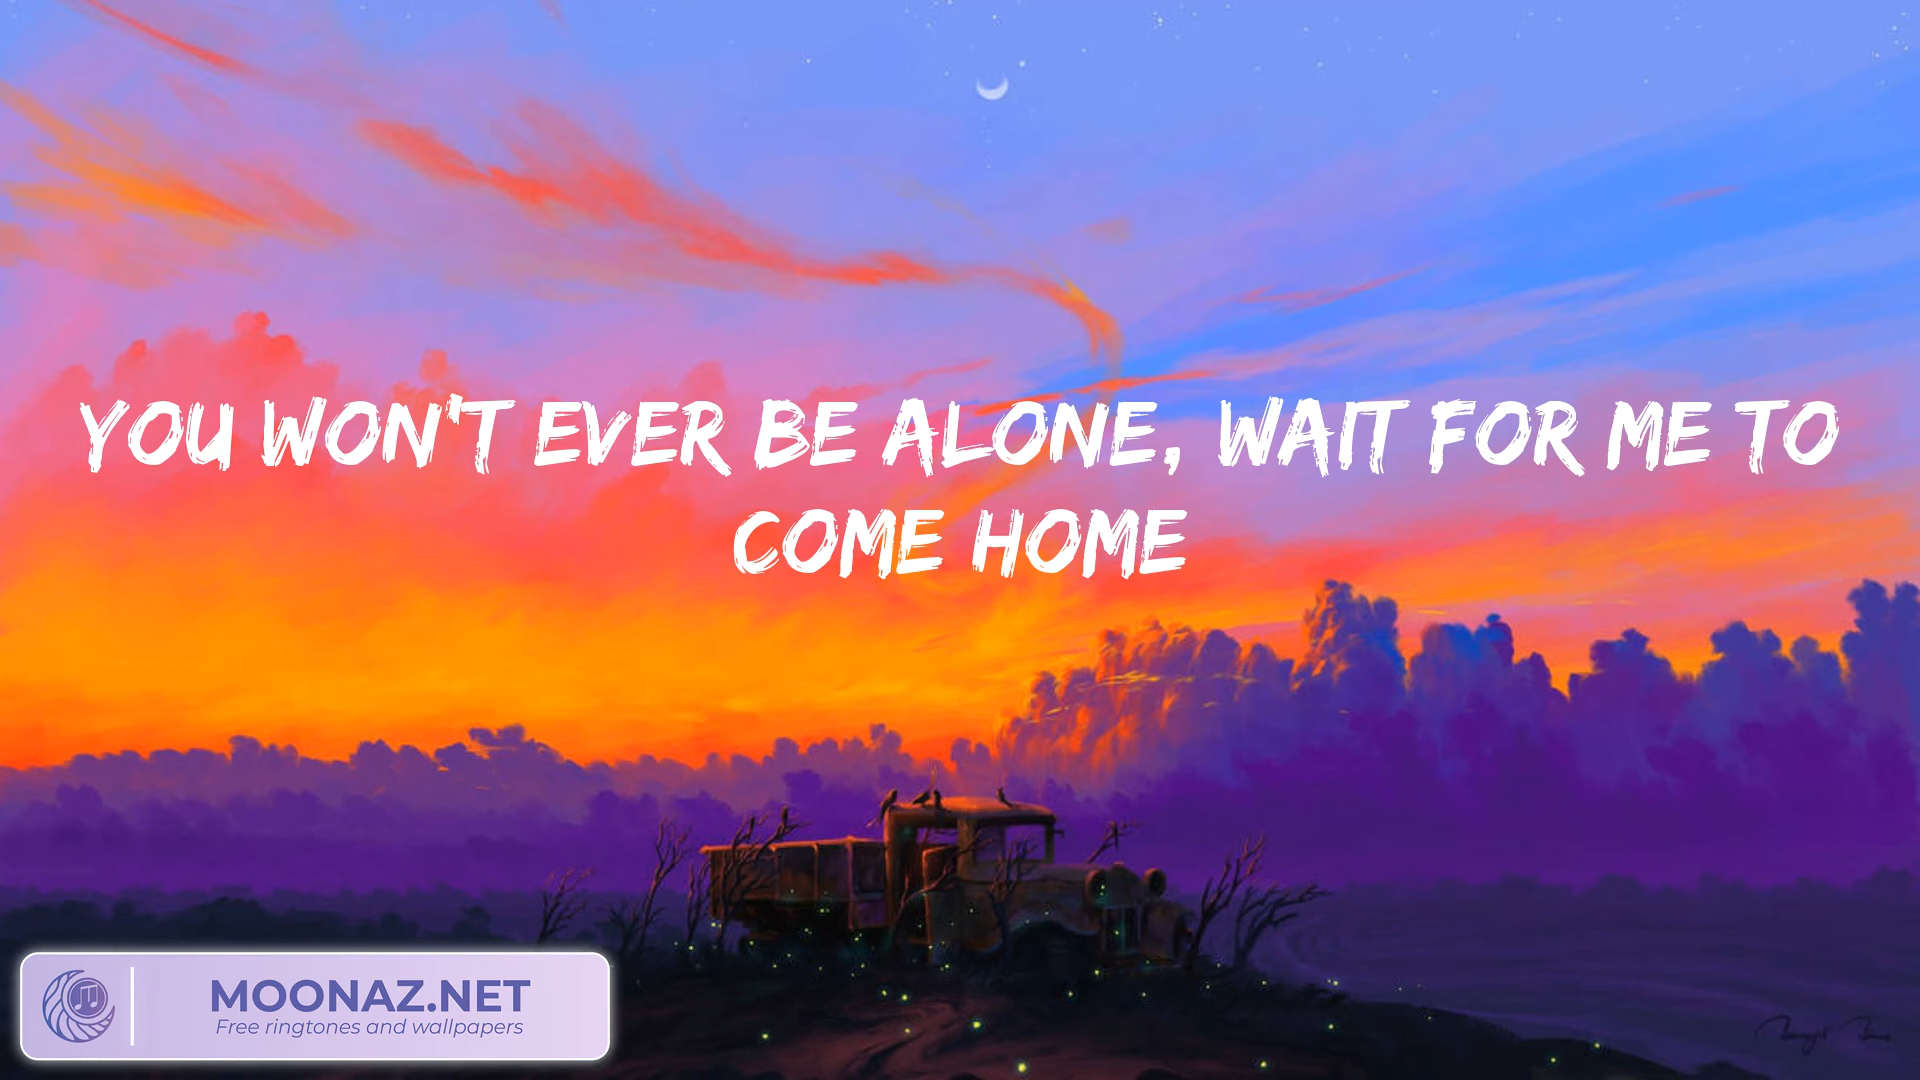 YOU WON'T EVER BE ALONE, WAIT FOR ME TO
COME HOME
MOONAZ.NET
Free ringtones and wallpapers